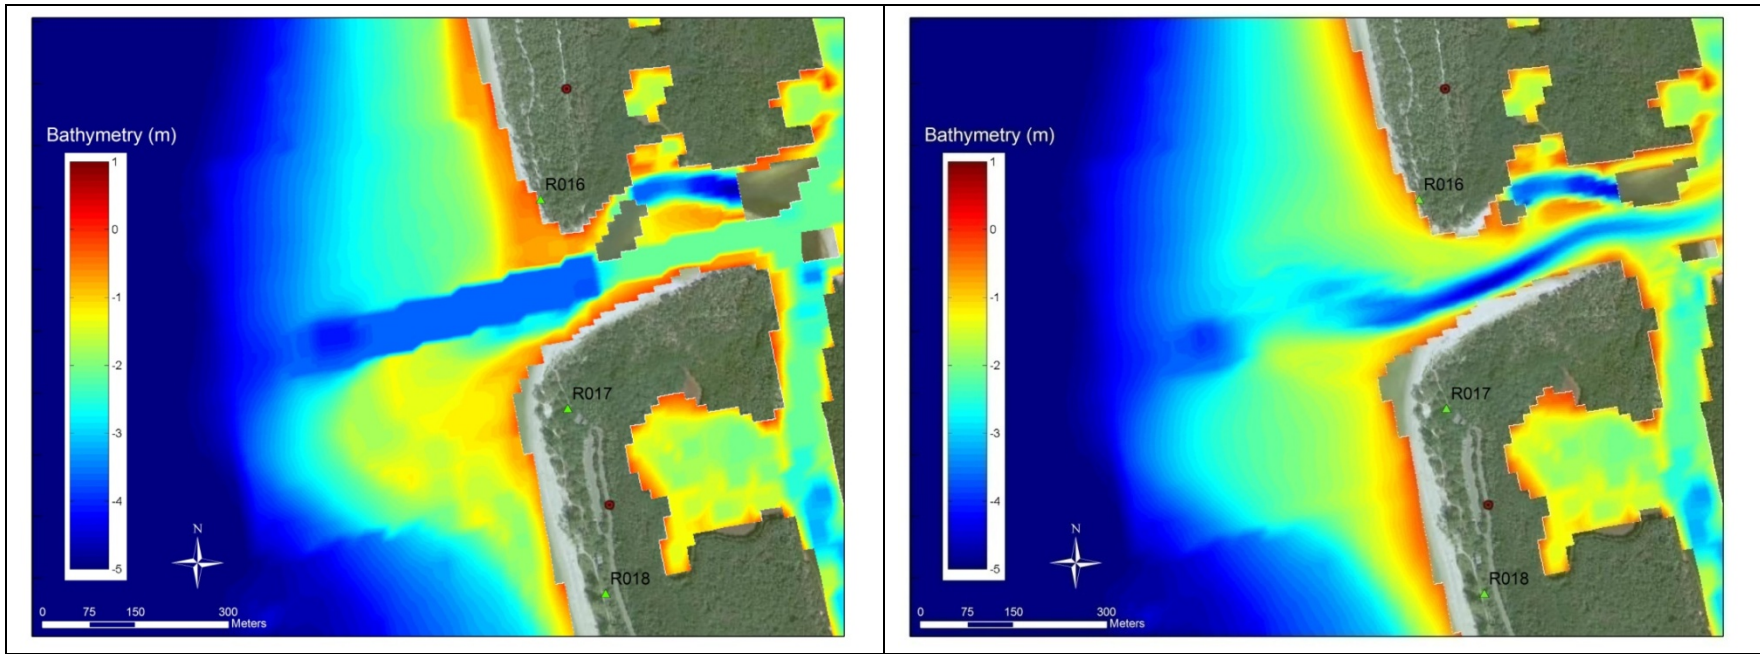 Bathymetry (m)
1
0
-1
-2
-3
-4
-5
R016
R017
R018
N
0 75 150 300
Meters
Bathymetry (m)
1
0
-1
-2
-3
-4
-5
R016
R017
R018
N
0 75 150 300
Meters